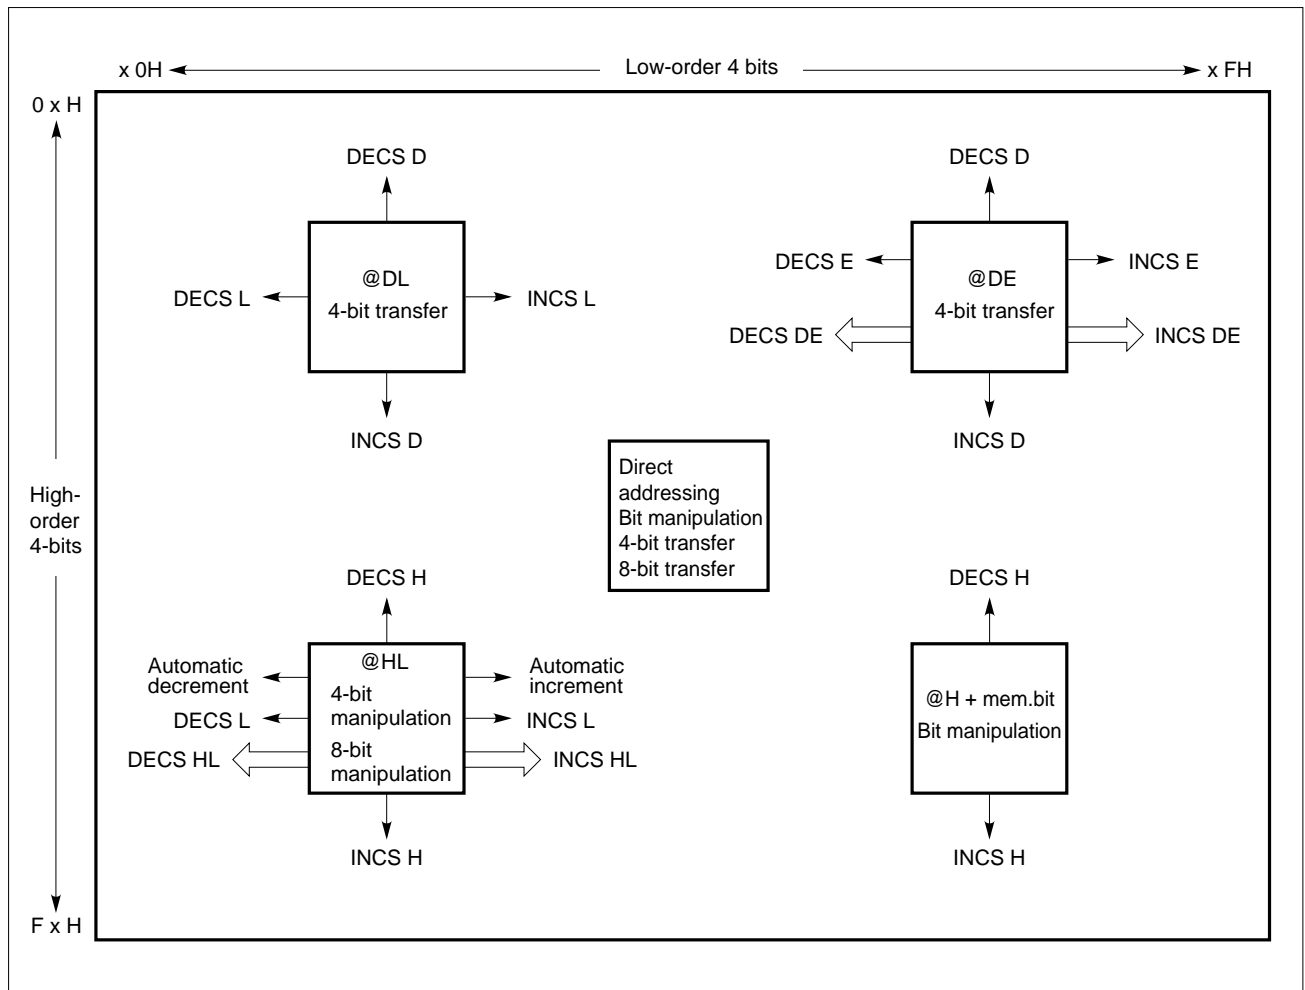 x 0H
Low-order 4 bits
x FH
0 x H
High-
order
4-bits
F x H
DECS D
DECS L
@DL
4-bit transfer
INCS L
INCS D
DECS D
DECS E
@DE
4-bit transfer
INCS E
DECS DE
INCS DE
INCS D
Direct
addressing
Bit manipulation
4-bit transfer
8-bit transfer
DECS H
Automatic
decrement
DECS L
DECS HL
@HL
4-bit
manipulation
8-bit
manipulation
Automatic
increment
INCS L
INCS HL
INCS H
DECS H
@H + mem.bit
Bit manipulation
INCS H